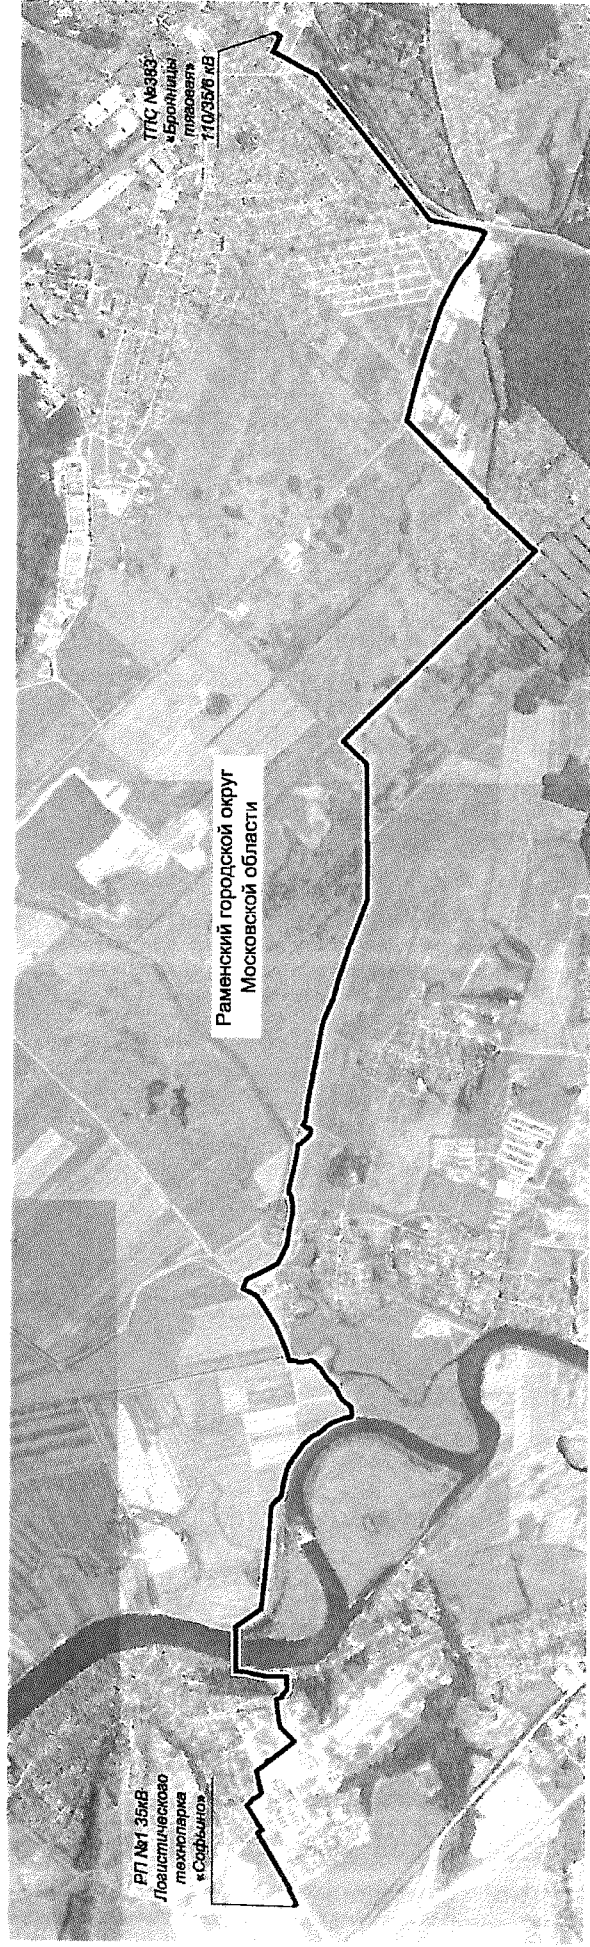 РП №1 35кВ
Логистического
технопарка
«Софьино»
Раменский городской округ
Московской области
ТПС №383
«Бронницы
тяговая»
110/35/6 кВ